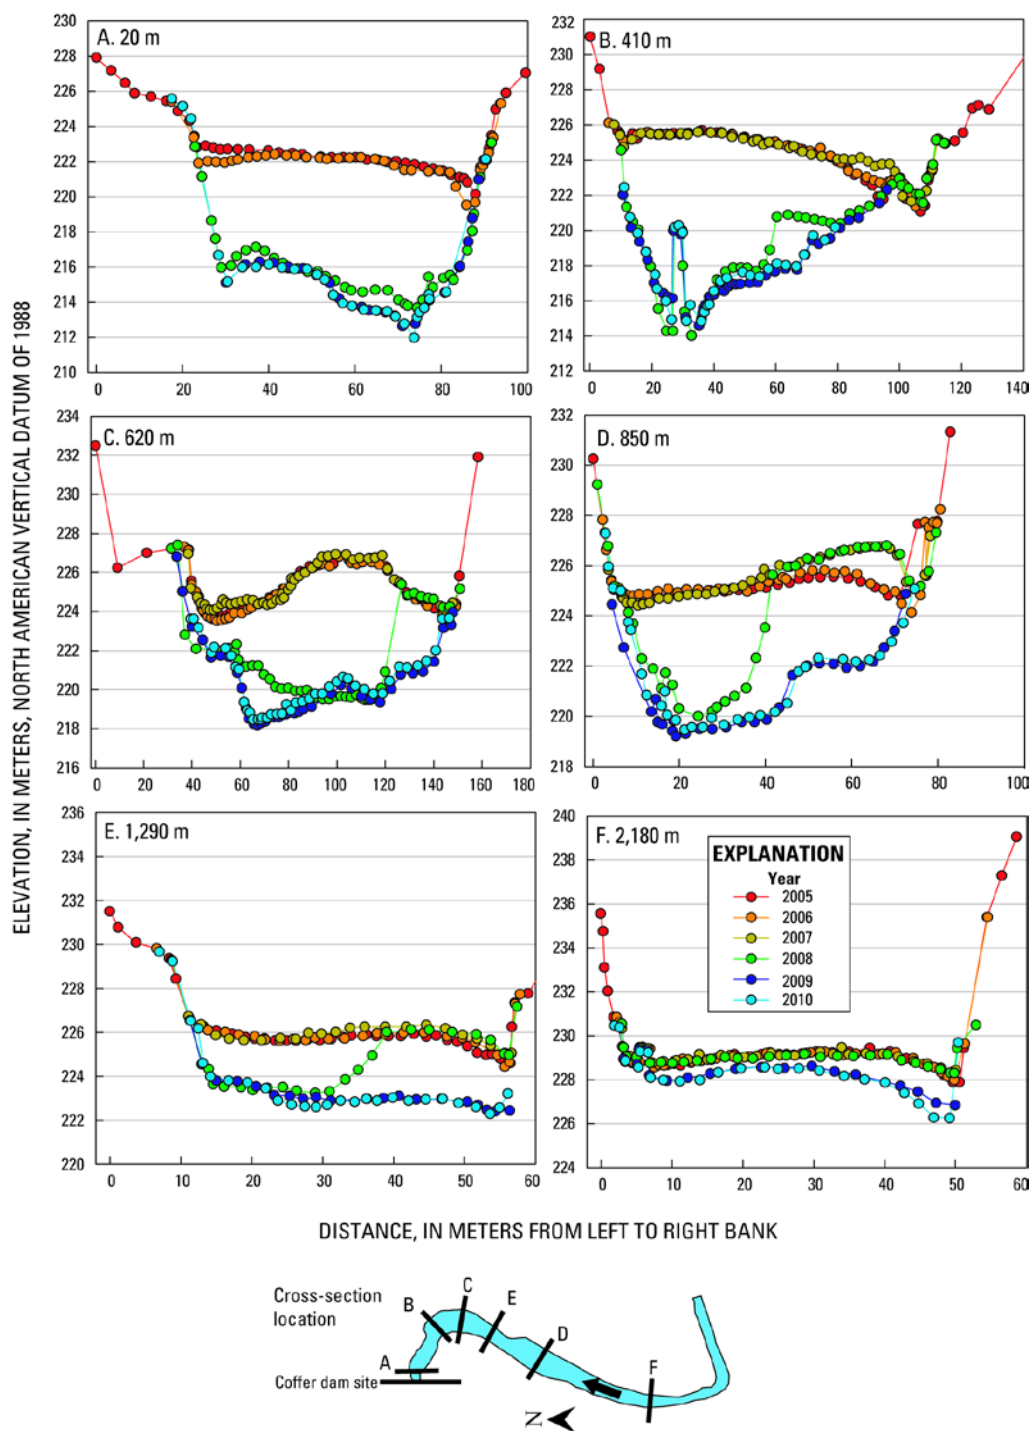 ELEVATION, IN METERS, NORTH AMERICAN VERTICAL DATUM OF 1988
A. 20 m
230
228
226
224
222
220
218
216
214
212
210
0 20 40 60 80 100
B. 410 m
232
230
228
226
224
222
220
218
216
214
212
0 20 40 60 80 100 120 140
C. 620 m
234
232
230
228
226
224
222
220
218
216
0 20 40 60 80 100 120 150 160 180
D. 850 m
232
230
228
226
224
222
220
218
0 20 40 60 80 100
E. 1,290 m
236
234
232
230
228
226
224
222
220
0 10 20 30 40 50 60
F. 2,180 m
240
238
236
234
232
230
228
226
224
0 10 20 30 40 50 60
EXPLANATION
Year
2005
2006
2007
2008
2009
2010
DISTANCE, IN METERS FROM LEFT TO RIGHT BANK
Cross-section
location
A
B
C
E
D
F
Coffer dam site
N